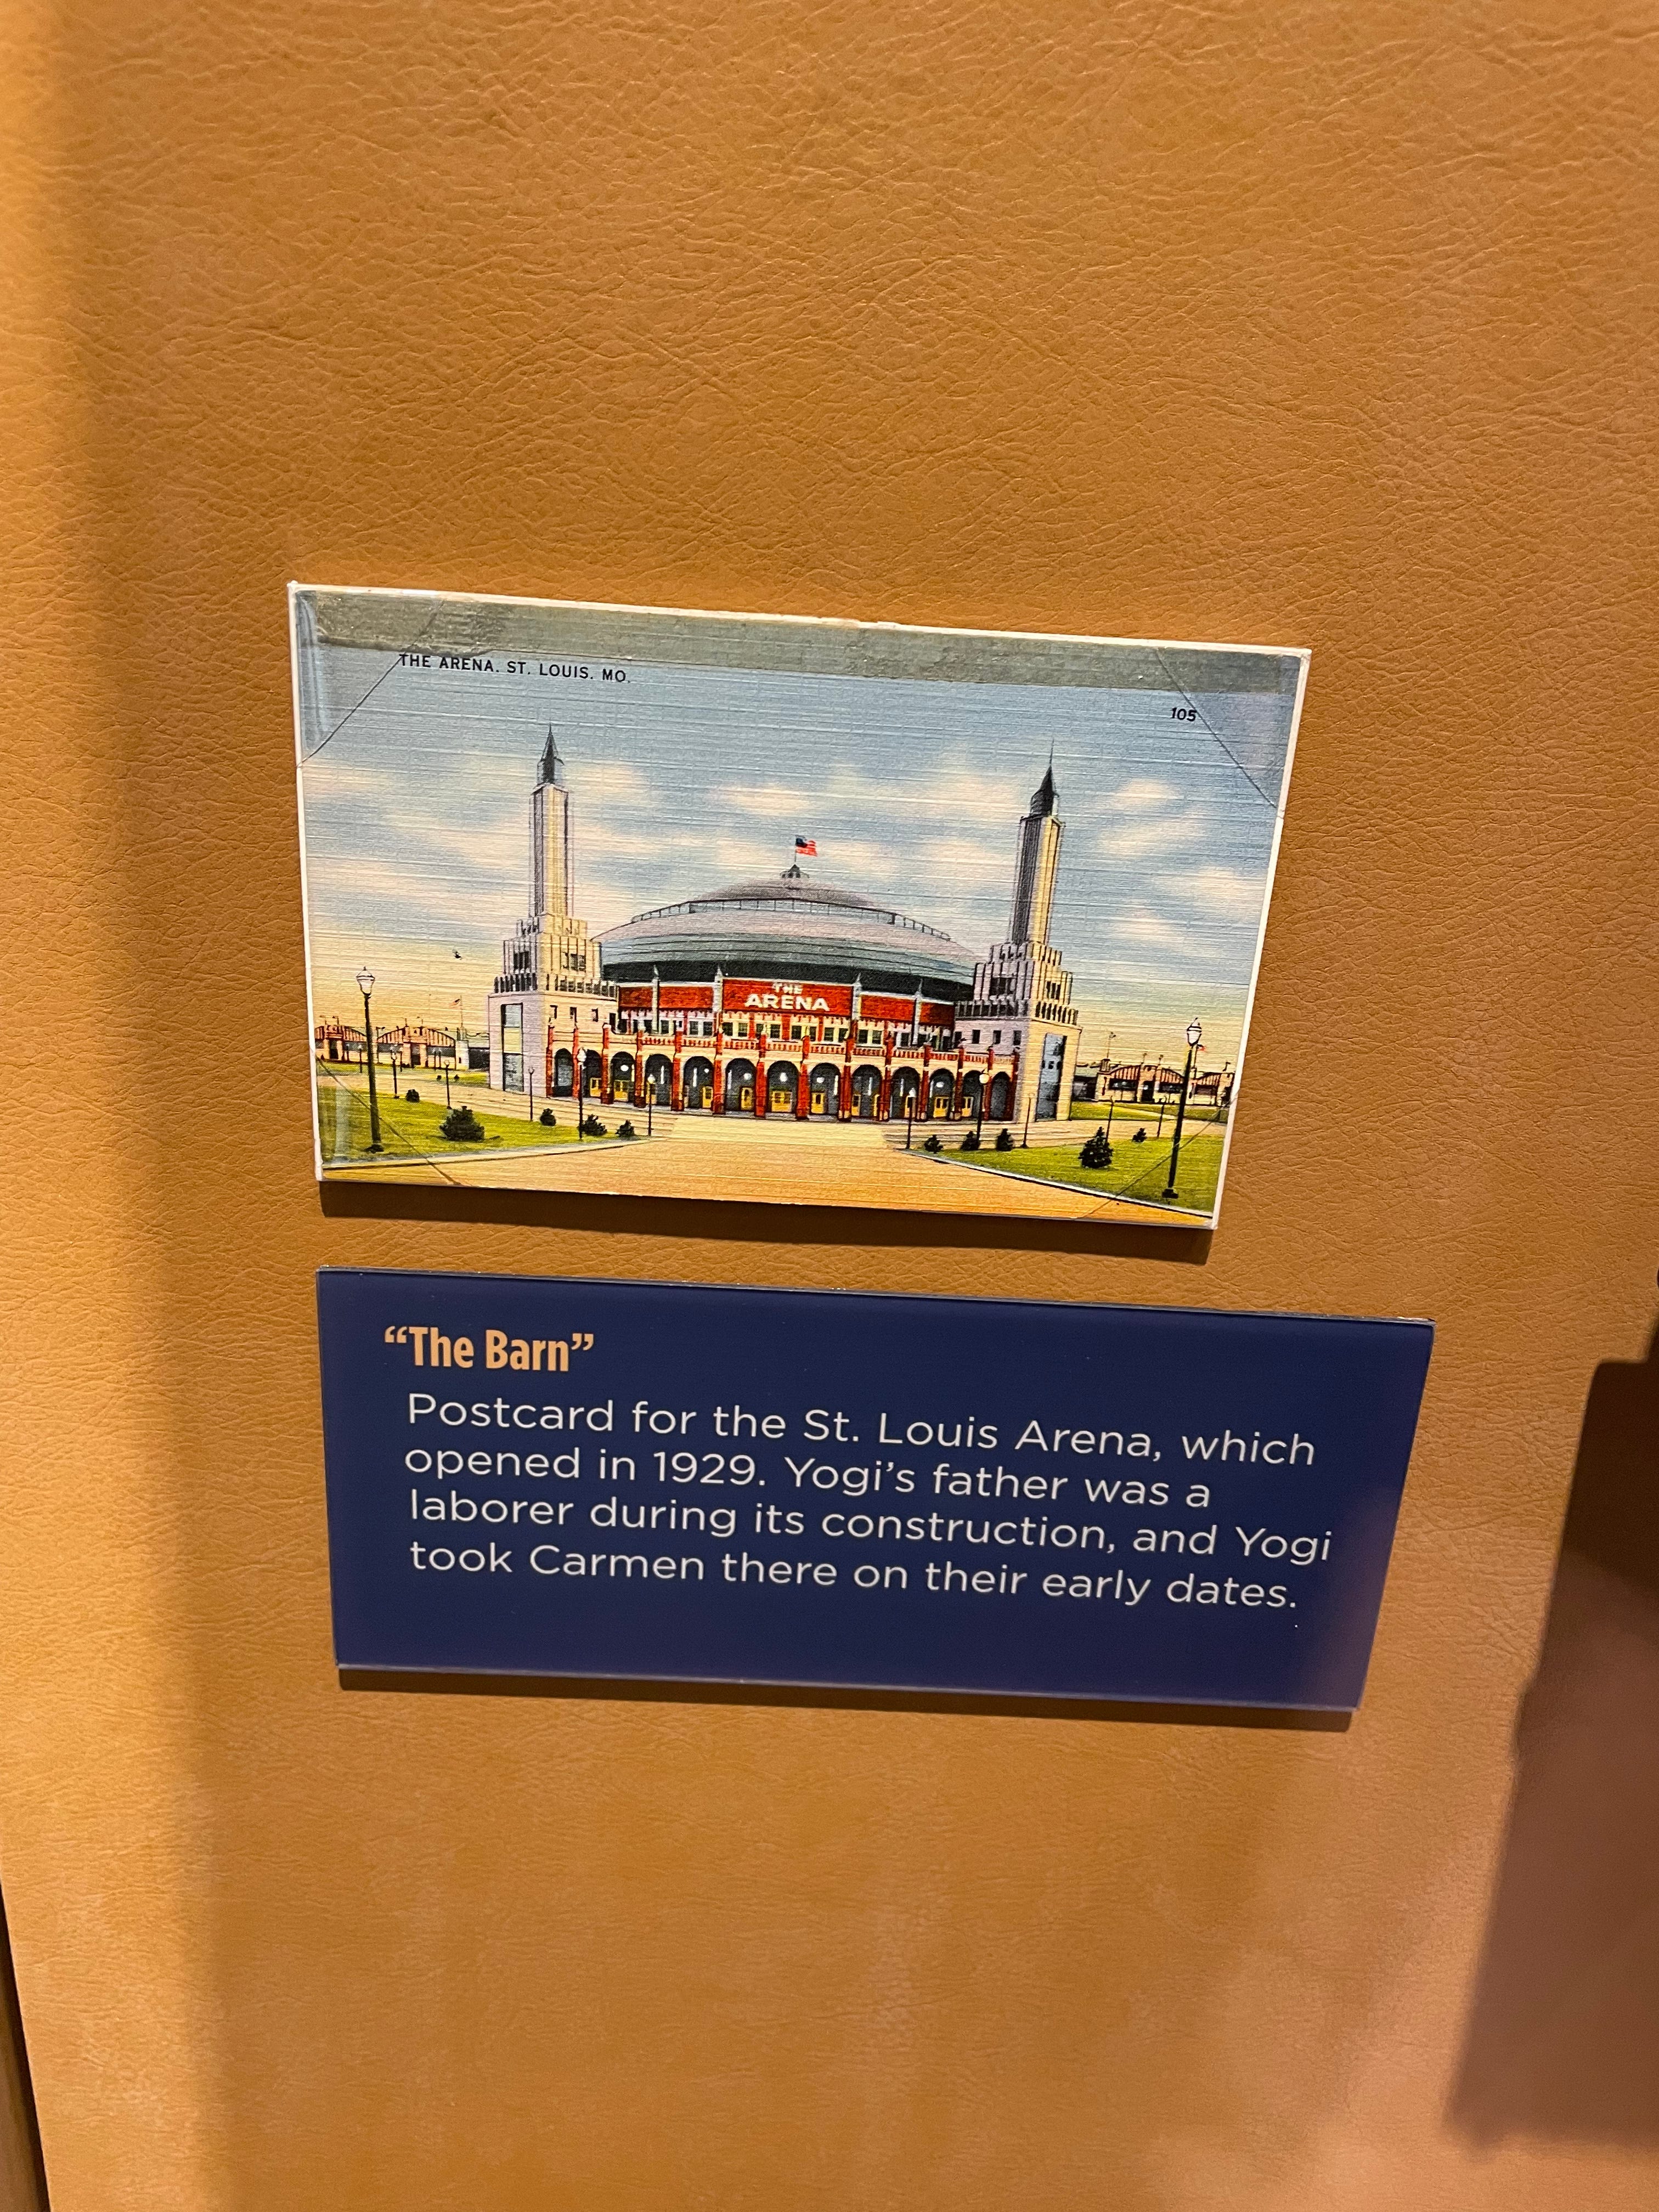 THE ARENA. ST. LOUIS. MO.
105
THE
ARENA
“The Barn”
Postcard for the St. Louis Arena, which
opened in 1929. Yogi’s father was a
laborer during its construction, and Yogi
took Carmen there on their early dates.